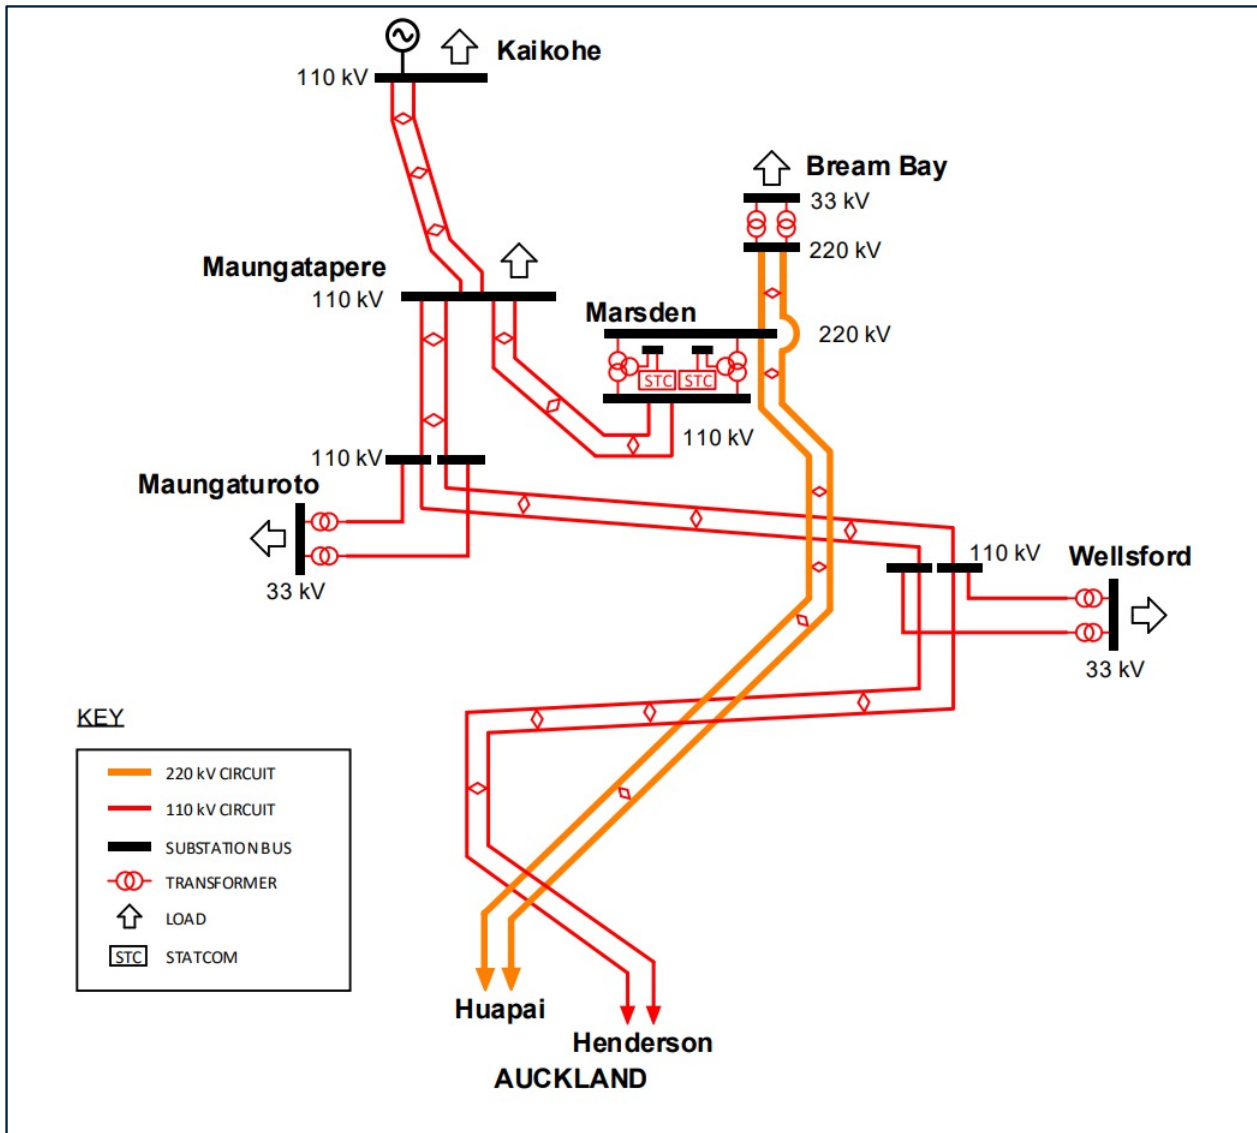 Kaikohe
110 kV
Bream Bay
33 kV
220 kV
Maungatapere
110 kV
Marsden
220 kV
STC STC
110 kV
110 kV
Maungaturoto
33 kV
110 kV
Wellsford
33 kV
KEY
220 kV CIRCUIT
110 kV CIRCUIT
SUBSTATION BUS
TRANSFORMER
LOAD
STC STATCOM
Huapai
Henderson
AUCKLAND